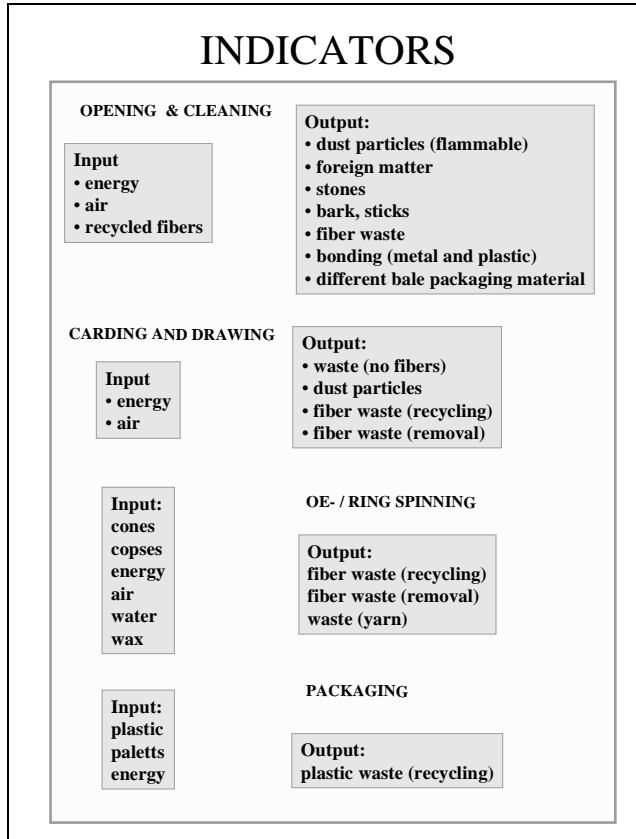 INDICATORS
OPENING & CLEANING
Input
• energy
• air
• recycled fibers
Output:
• dust particles (flammable)
• foreign matter
• stones
• bark, sticks
• fiber waste
• bonding (metal and plastic)
• different bale packaging material
CARDING AND DRAWING
Input
• energy
• air
Output:
• waste (no fibers)
• dust particles
• fiber waste (recycling)
• fiber waste (removal)
OE- / RING SPINNING
Input:
cones
copses
energy
air
water
wax
Output:
fiber waste (recycling)
fiber waste (removal)
waste (yarn)
PACKAGING
Input:
plastic
paletts
energy
Output:
plastic waste (recycling)